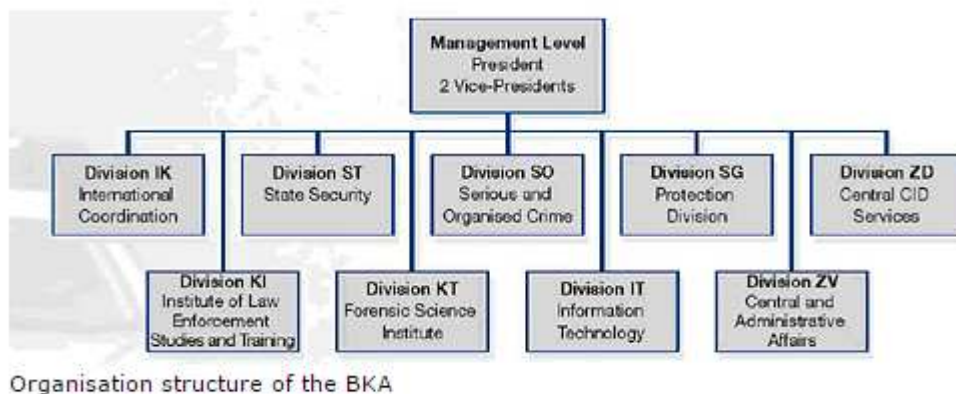 Management Level
President
2 Vice-Presidents
Division IK
International
Coordination
Division ST
State Security
Division SO
Serious and
Organised Crime
Division SG
Protection
Division
Division ZD
Central CID
Services
Division KI
Institute of Law
Enforcement
Studies and Training
Division KT
Forensic Science
Institute
Division IT
Information
Technology
Division ZV
Central and
Administrative
Affairs
Organisation structure of the BKA